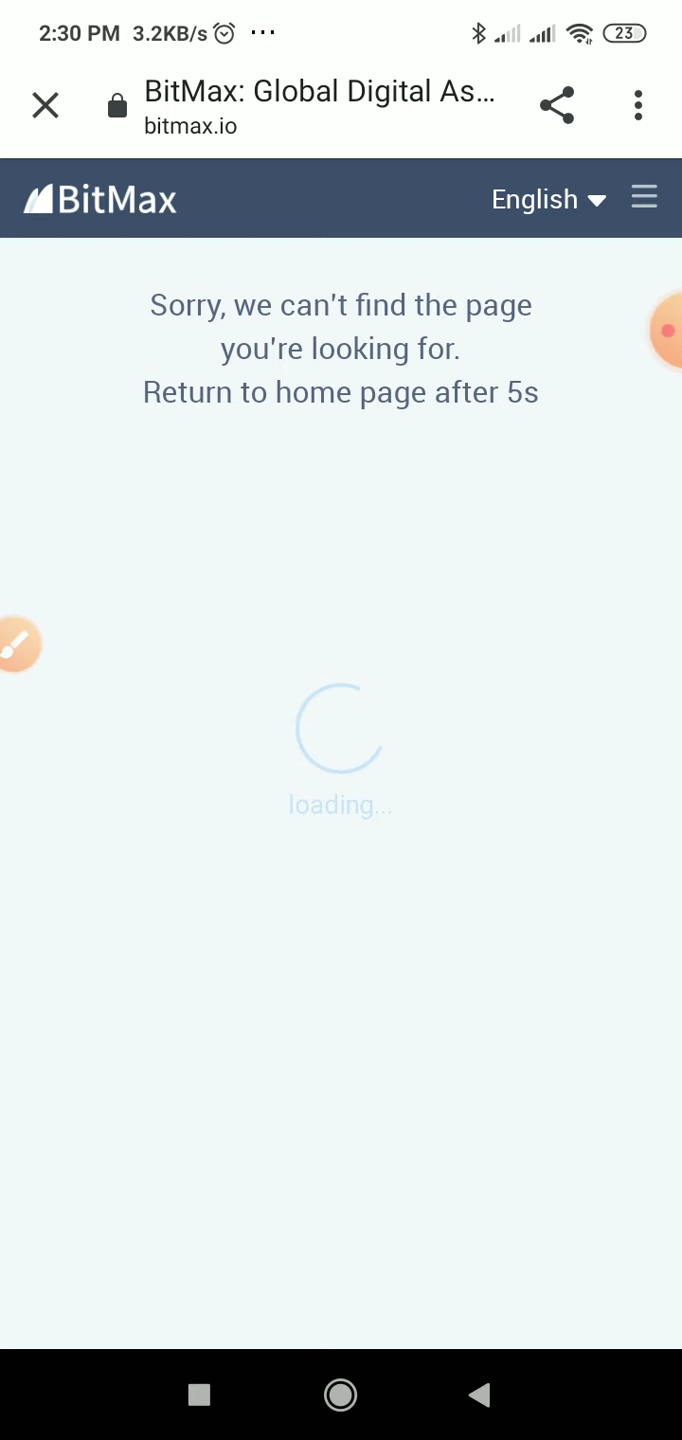 2:30 PM 3.2KB/s ... 23
BitMax: Global Digital As...
bitmax.io
BitMax English
Sorry, we can't find the page
you're looking for.
Return to home page after 5s
loading...